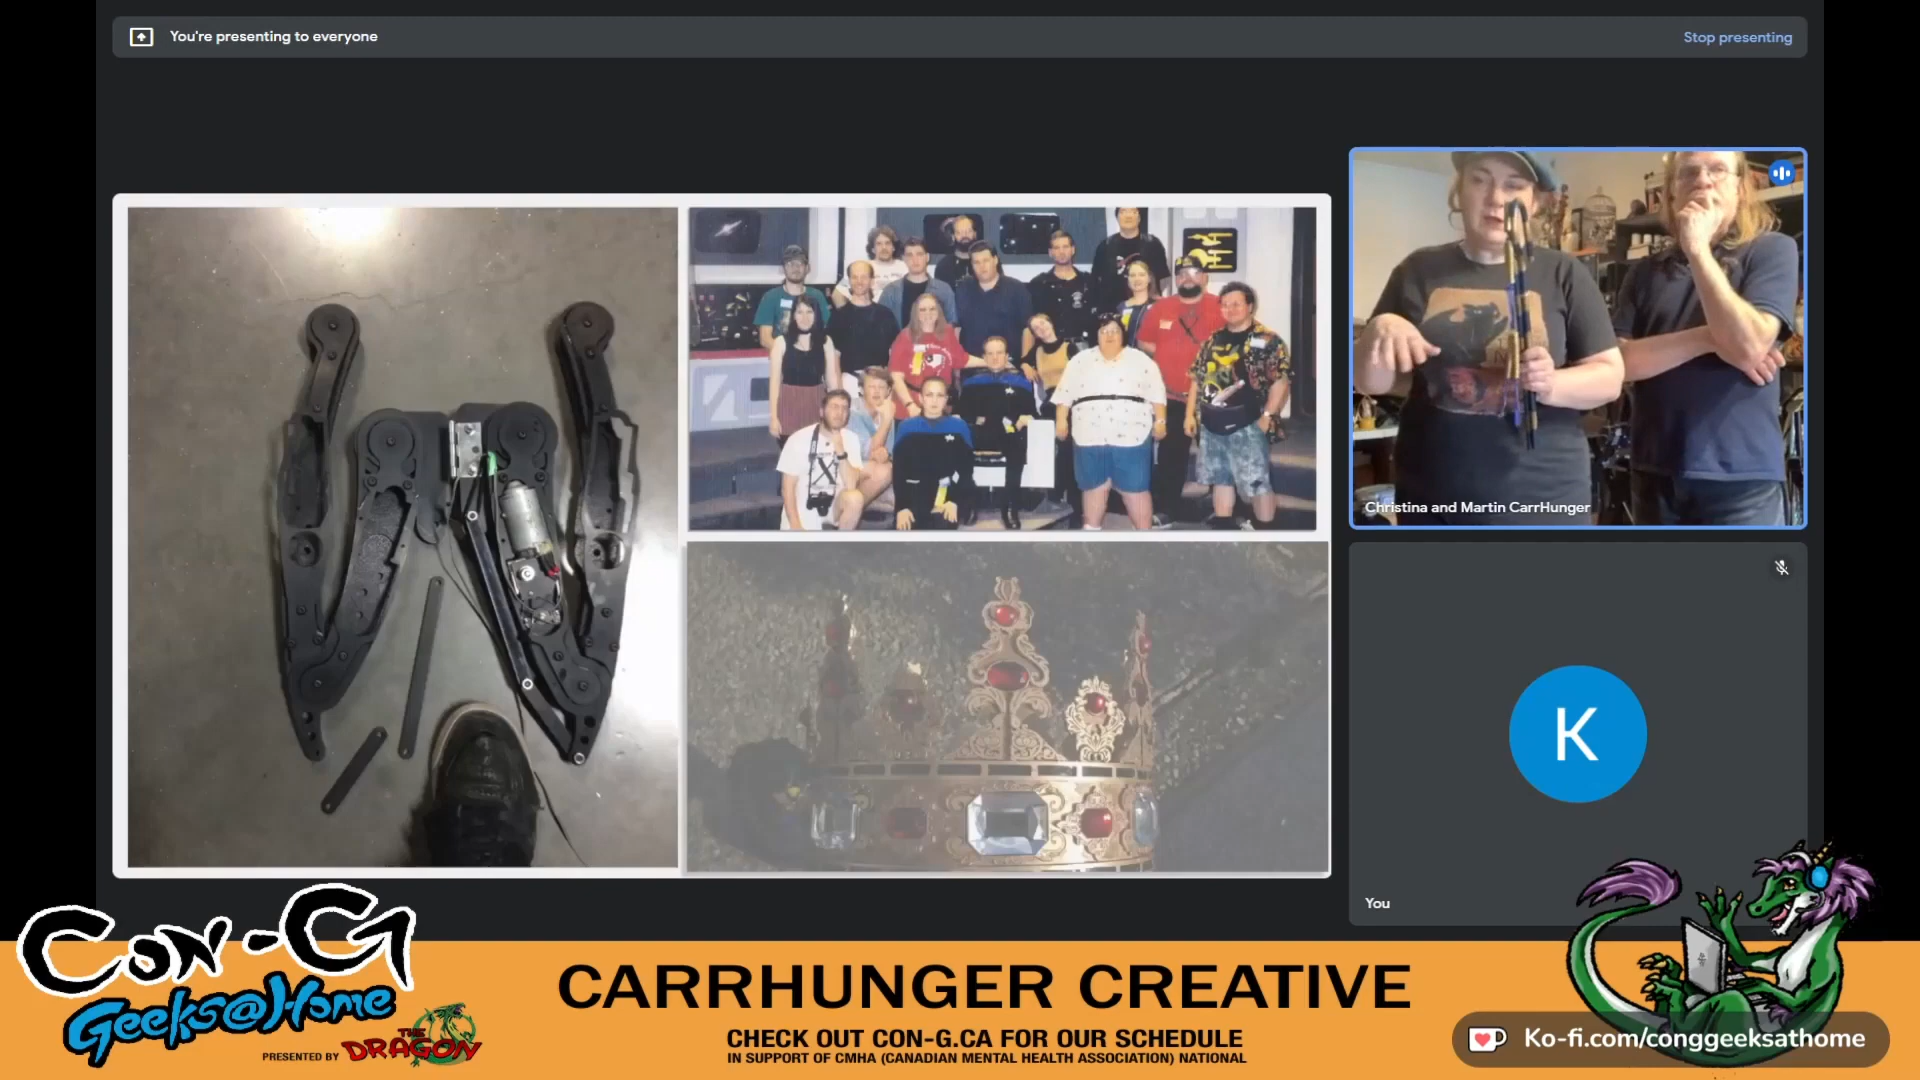 You're presenting to everyone
Stop presenting
Christina and Martin CarrHunger
K
You
CON-G
Geeks@Home
PRESENTED BY THE DRAGON
CARRHUNGER CREATIVE
CHECK OUT CON-G.CA FOR OUR SCHEDULE
IN SUPPORT OF CMHA (CANADIAN MENTAL HEALTH ASSOCIATION) NATIONAL
Ko-fi.com/conggeeksathome